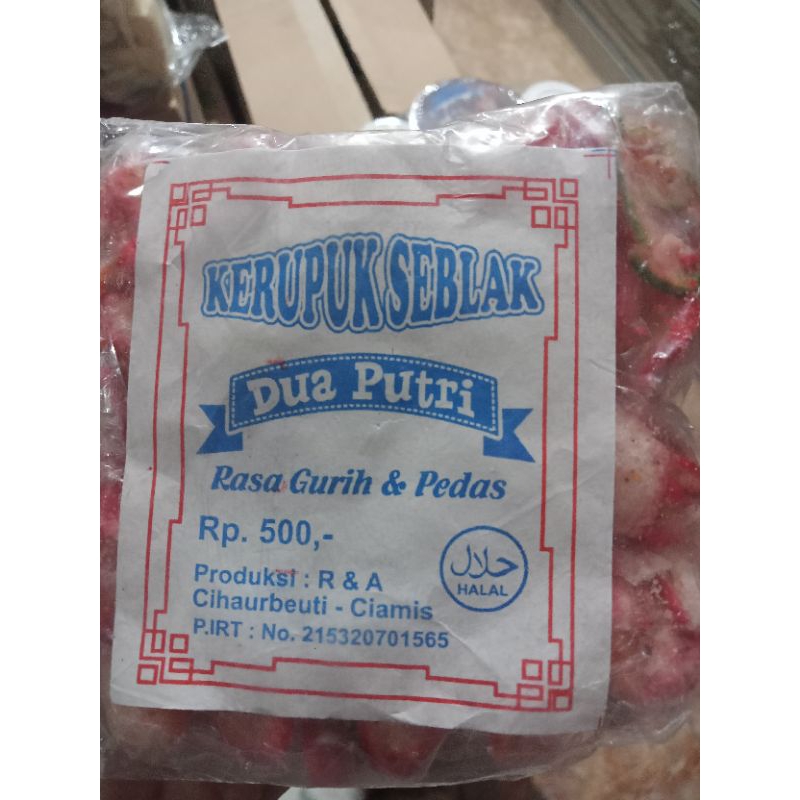 KERUPUK SEBLAK
Dua Putri
Rasa Gurih & Pedas
Rp. 500,-
حلال
HALAL
Produksi : R & A
Cihaurbeuti - Ciamis
P.IRT : No. 215320701565